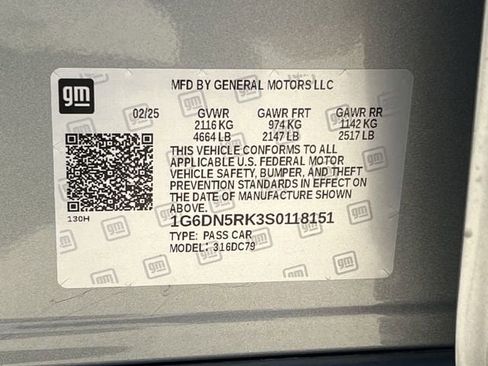 gm
MFD BY GENERAL MOTORS LLC
02/25 GVWR GAWR FRT GAWR RR
2116 KG 974 KG 1142 KG
4664 LB 2147 LB 2517 LB
THIS VEHICLE CONFORMS TO ALL
APPLICABLE U.S. FEDERAL MOTOR
VEHICLE SAFETY, BUMPER, AND THEFT
PREVENTION STANDARDS IN EFFECT ON
THE DATE OF MANUFACTURE SHOWN
ABOVE.
130H
1G6DN5RK3S0118151
TYPE: PASS CAR
MODEL: 316DC79